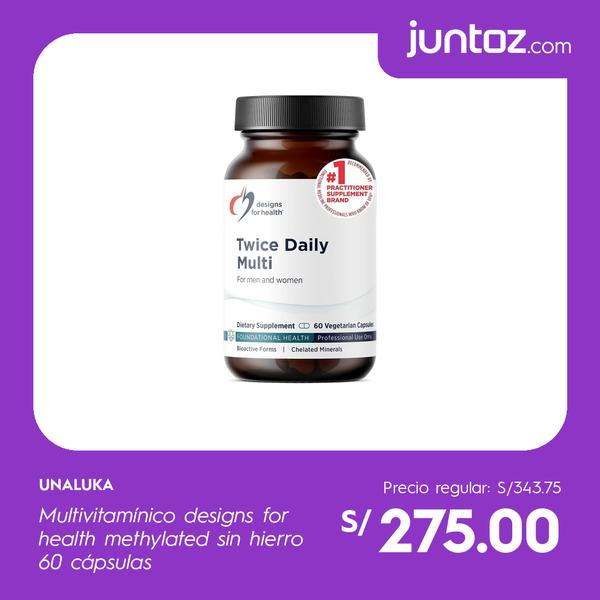 juntoz.com
RECOMMENDED BY
#1
PRACTITIONER
SUPPLEMENT
BRAND
designs
for health®
Twice Daily
Multi
For men and women
Dietary Supplement 60 Vegetarian Capsules
FOUNDATIONAL HEALTH Professional Use Only
Bioactive Forms | Chelated Minerals
UNALUKA
Precio regular: S/343.75
Multivitamínico designs for
health methylated sin hierro
60 cápsulas
S/ 275.00